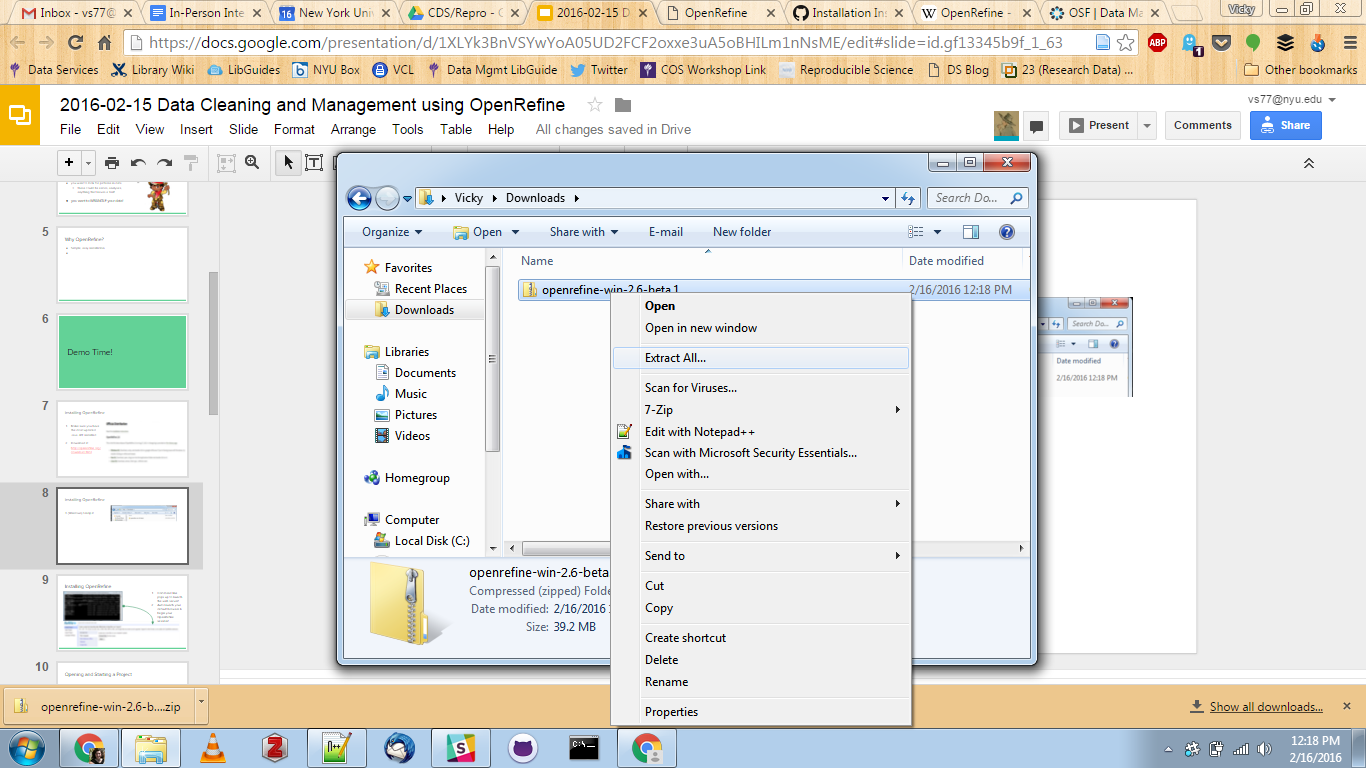 Inbox - vs77@
In-Person Inte
16 New York Univ
CDS/Repro - G
2016-02-15 D
OpenRefine
Installation Ins
OpenRefine -
OSF | Data Ma
Vicky
https://docs.google.com/presentation/d/1XLYk3BnVSYwYoA05UD2FCF2oxxe3uA5oBHILm1nNsME/edit#slide=id.gf13345b9f_1_63
ABP
1
Data Services
Library Wiki
LibGuides
NYU Box
VCL
Data Mgmt LibGuide
Twitter
COS Workshop Link
Reproducible Science
DS Blog
23 (Research Data) ...
Other bookmarks
2016-02-15 Data Cleaning and Management using OpenRefine
vs77@nyu.edu
File Edit View Insert Slide Format Arrange Tools Table Help All changes saved in Drive
Present
Comments
Share
Vicky
Downloads
Search Do...
Organize
Open
Share with
E-mail
New folder
Name
Date modified
Favorites
Recent Places
Downloads
Libraries
Documents
Music
Pictures
Videos
Homegroup
Computer
Local Disk (C:)
openrefine-win-2.6-beta.1
2/16/2016 12:18 PM
Open
Open in new window
Extract All...
Scan for Viruses...
7-Zip
Edit with Notepad++
Scan with Microsoft Security Essentials...
Open with...
Share with
Restore previous versions
Send to
Cut
Copy
Create shortcut
Delete
Rename
Properties
openrefine-win-2.6-beta
Compressed (zipped) Folde
Date modified: 2/16/2016
Size: 39.2 MB
Search Do...
Date modified
2/16/2016 12:18 PM
5
Why OpenRefine?
6
Demo Time!
7
Installing OpenRefine
8
Installing OpenRefine
9
Installing OpenRefine
10
Opening and Starting a Project
openrefine-win-2.6-b....zip
Show all downloads...
12:18 PM
2/16/2016